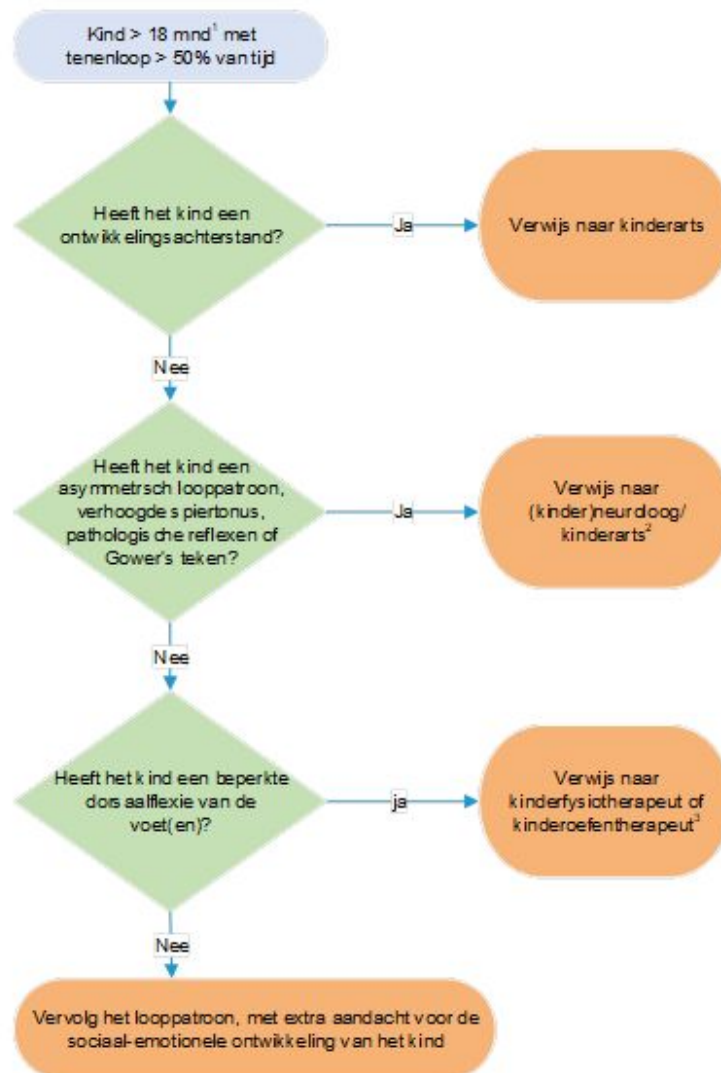 Kind > 18 mnd¹ met
tenenloop > 50% van tijd
Heeft het kind een
ontwikkelingsachterstand?
Ja
Verwijs naar kinderarts
Nee
Heeft het kind een
asymmetrsch looppatroon,
verhoogde spiertonus,
pathologische reflexen of
Gower's teken?
Ja
Verwijs naar
(kinder)neuroloog/
kinderarts²
Nee
Heeft het kind een beperkte
dorsaalflexie van de
voet(en)?
ja
Verwijs naar
kinderfysiotherapeut of
kinderoefentherapeut³
Nee
Vervolg het looppatroon, met extra aandacht voor de
sociaal-emotionele ontwikkeling van het kind